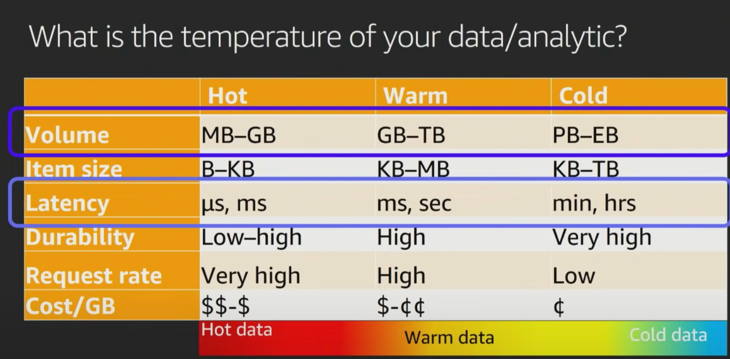 What is the temperature of your data/analytic?
Hot Warm Cold
Volume MB–GB GB–TB PB–EB
Item size B–KB KB–MB KB–TB
Latency µs, ms ms, sec min, hrs
Durability Low–high High Very high
Request rate Very high High Low
Cost/GB $$-$ $-¢¢ ¢
Hot data Warm data Cold data